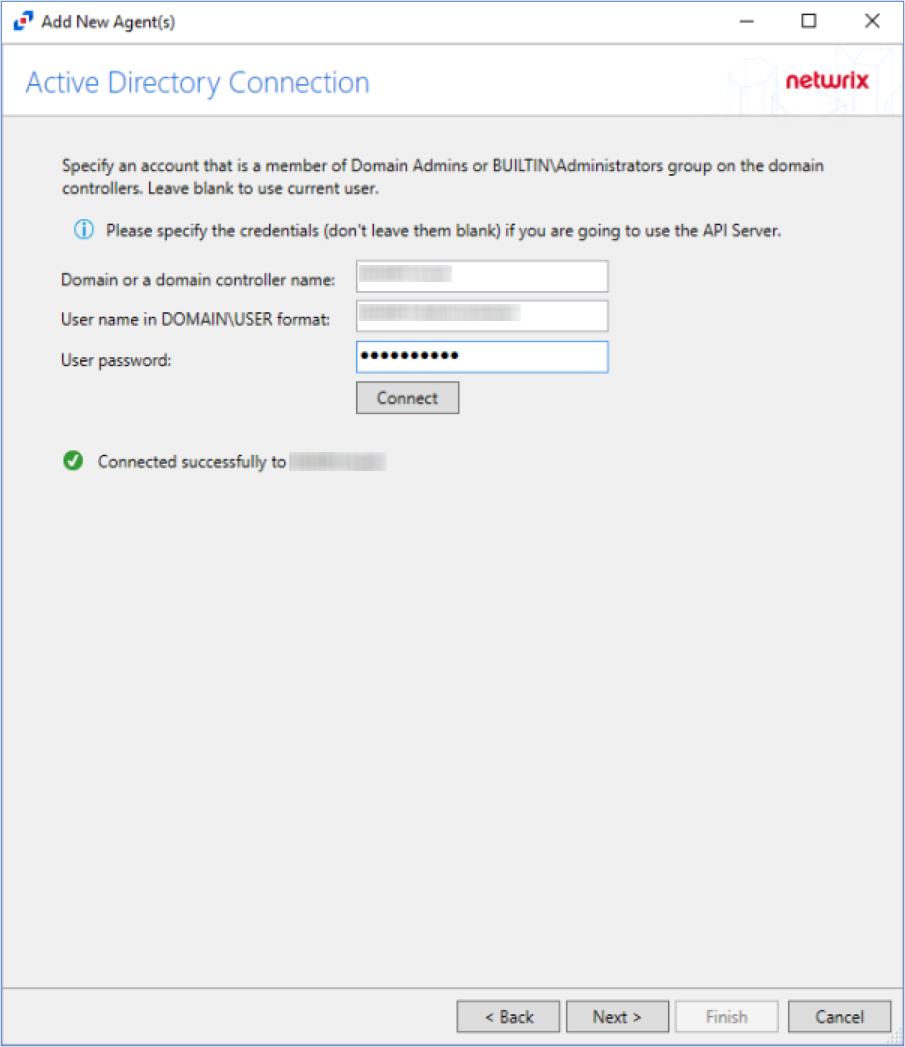 Add New Agent(s)
Active Directory Connection
netwrix
Specify an account that is a member of Domain Admins or BUILTIN\Administrators group on the domain
controllers. Leave blank to use current user.
Please specify the credentials (don't leave them blank) if you are going to use the API Server.
Domain or a domain controller name:
User name in DOMAIN\USER format:
User password: ●●●●●●●●●●
Connect
Connected successfully to
< Back Next > Finish Cancel